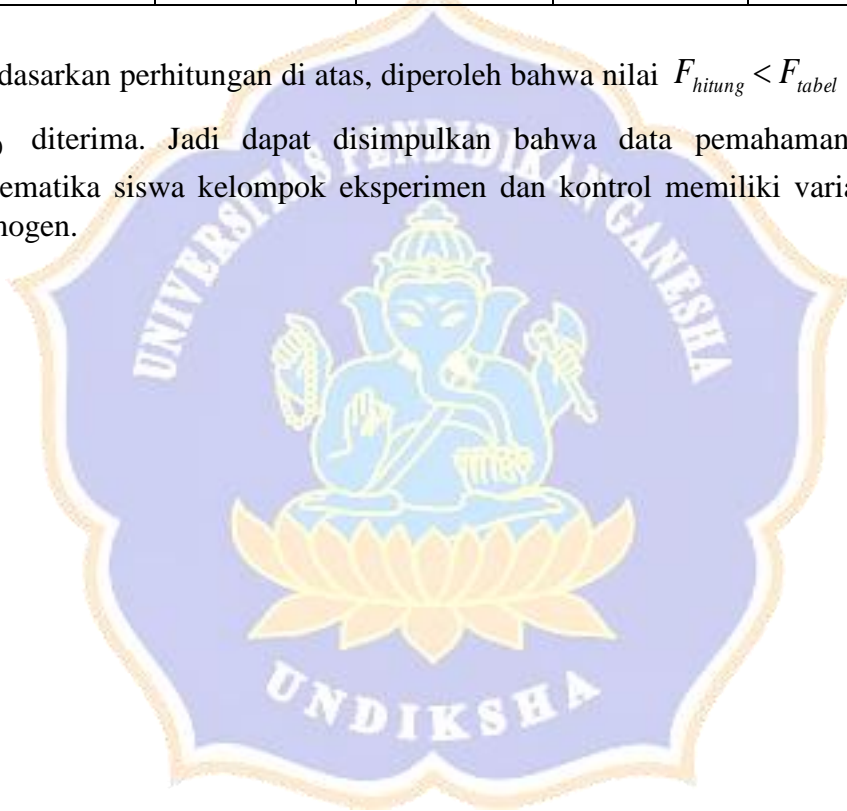 dasarkan perhitungan di atas, diperoleh bahwa nilai F_hitung < F_tabel
diterima. Jadi dapat disimpulkan bahwa data pemahaman
ematika siswa kelompok eksperimen dan kontrol memiliki varia
nogen.
UNIVERSITAS PENDIDIKAN GANESHA
UNDIKSHA